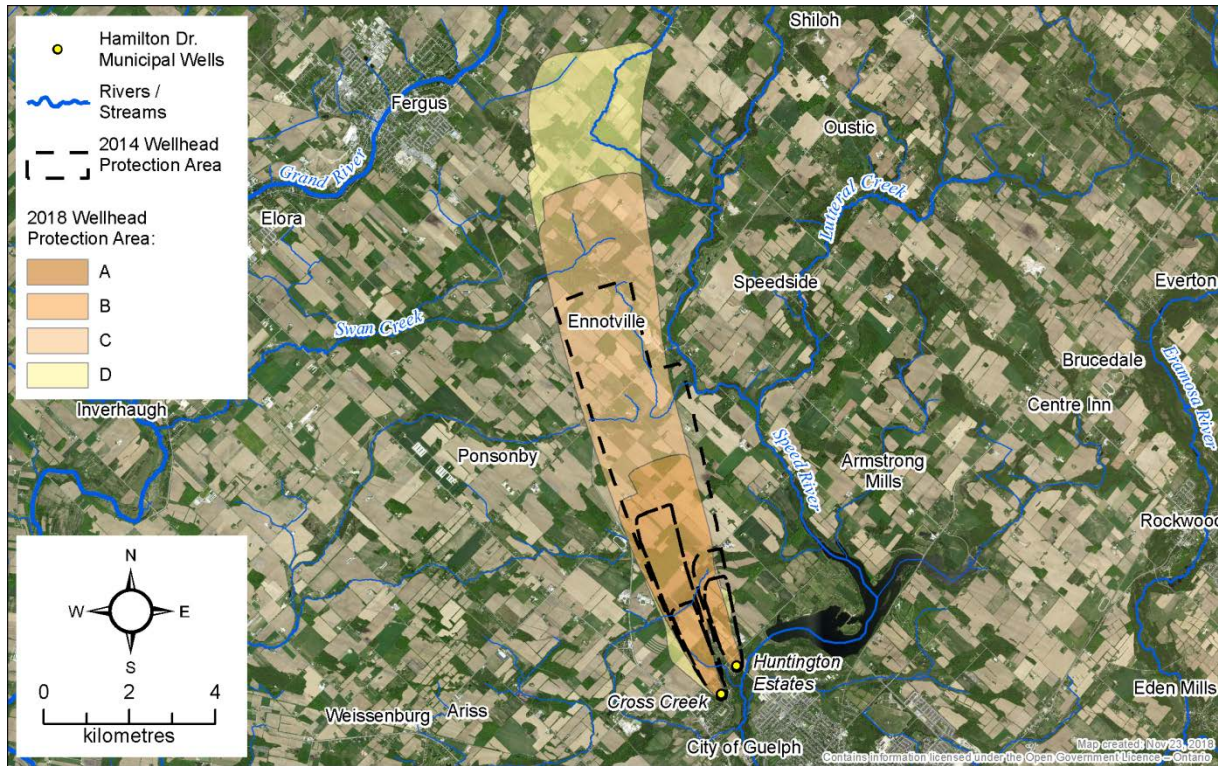 Hamilton Dr.
Municipal Wells
Rivers /
Streams
2014 Wellhead
Protection Area
2018 Wellhead
Protection Area:
A
B
C
D
Shiloh
Fergus
Oustic
Grand River
Lutteral Creek
Elora
Speedside
Everton
Ennotville
Swan Creek
Brucedale
Eramosa River
Inverhaugh
Centre Inn
Ponsonby
Speed River
Armstrong
Mills
Rockwood
N
W
E
S
0
2
4
kilometres
Huntington
Estates
Cross Creek
Eden Mills
Weissenburg
Ariss
City of Guelph
Map created: Nov 23, 2018
Contains information licensed under the Open Government Licence – Ontario